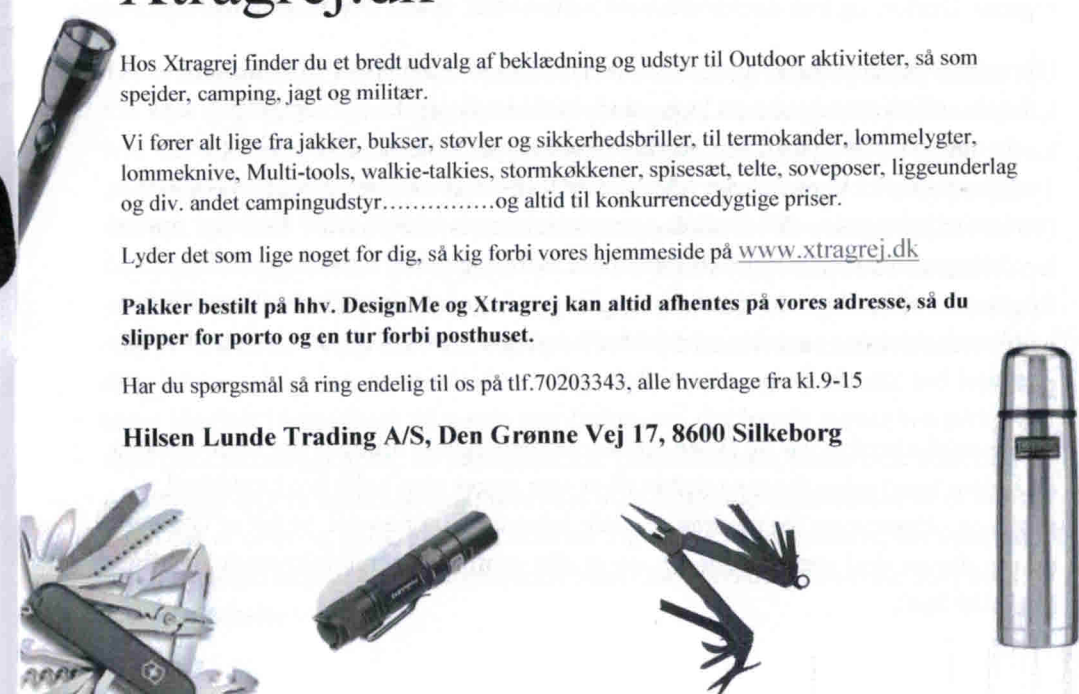 Xtragrej.dk
Hos Xtragrej finder du et bredt udvalg af beklædning og udstyr til Outdoor aktiviteter, så som
spejder, camping, jagt og militær.
Vi fører alt lige fra jakker, bukser, støvler og sikkerhedsbriller, til termokander, lommelygter,
lommeknive, Multi-tools, walkie-talkies, stormkøkkener, spisesæt, telte, soveposer, liggeunderlag
og div. andet campingudstyr...............og altid til konkurrencedygtige priser.
Lyder det som lige noget for dig, så kig forbi vores hjemmeside på www.xtragrej.dk
Pakker bestilt på hhv. DesignMe og Xtragrej kan altid afhentes på vores adresse, så du
slipper for porto og en tur forbi posthuset.
Har du spørgsmål så ring endelig til os på tlf.70203343, alle hverdage fra kl.9-15
Hilsen Lunde Trading A/S, Den Grønne Vej 17, 8600 Silkeborg